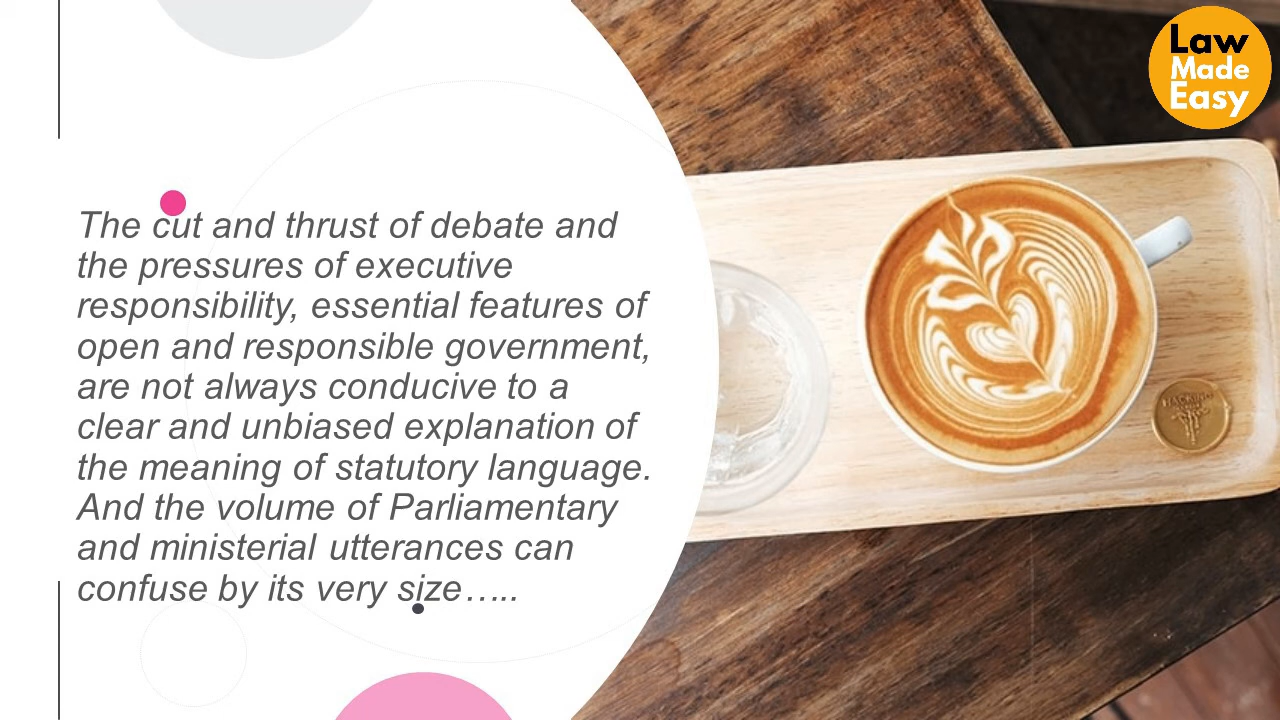 Law
Made
Easy
The cut and thrust of debate and
the pressures of executive
responsibility, essential features of
open and responsible government,
are not always conducive to a
clear and unbiased explanation of
the meaning of statutory language.
And the volume of Parliamentary
and ministerial utterances can
confuse by its very size…..